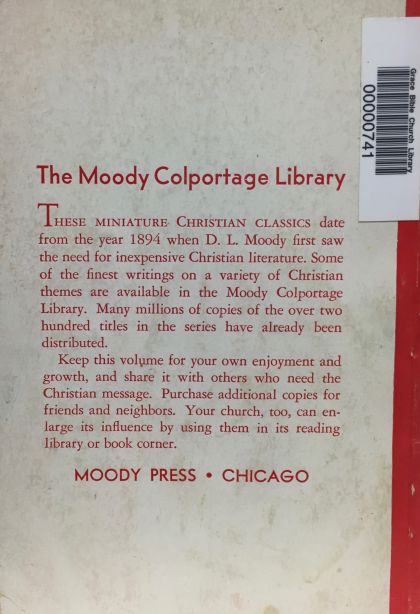 Grace Bible Church Library
00000741
The Moody Colportage Library
THESE MINIATURE CHRISTIAN CLASSICS date
from the year 1894 when D. L. Moody first saw
the need for inexpensive Christian literature. Some
of the finest writings on a variety of Christian
themes are available in the Moody Colportage
Library. Many millions of copies of the over two
hundred titles in the series have already been
distributed.
Keep this volume for your own enjoyment and
growth, and share it with others who need the
Christian message. Purchase additional copies for
friends and neighbors. Your church, too, can en-
large its influence by using them in its reading
library or book corner.
MOODY PRESS • CHICAGO